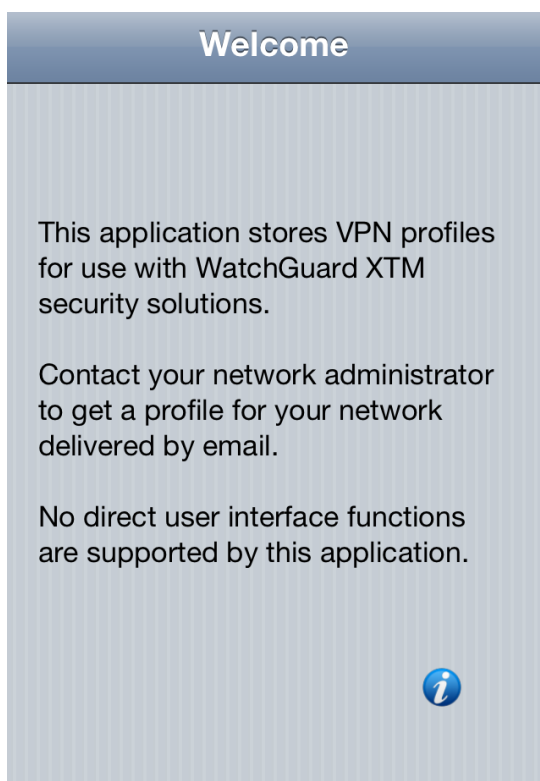 Welcome
This application stores VPN profiles
for use with WatchGuard XTM
security solutions.
Contact your network administrator
to get a profile for your network
delivered by email.
No direct user interface functions
are supported by this application.
i